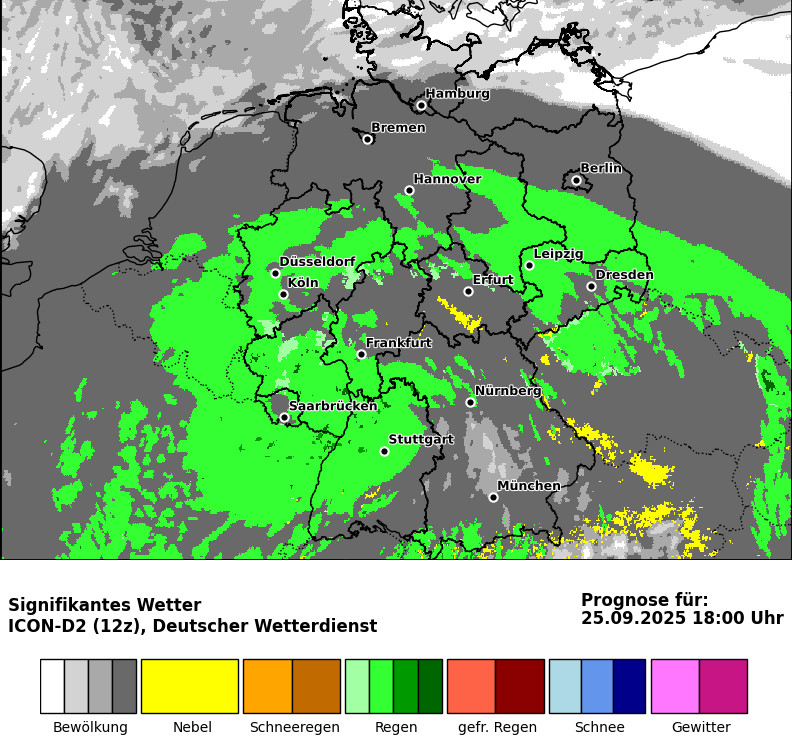 Hamburg
Bremen
Berlin
Hannover
Leipzig
Düsseldorf
Dresden
Köln
Erfurt
Frankfurt
Nürnberg
Saarbrücken
Stuttgart
München
Signifikantes Wetter
ICON-D2 (12z), Deutscher Wetterdienst
Prognose für:
25.09.2025 18:00 Uhr
Bewölkung Nebel Schneeregen Regen gefr. Regen Schnee Gewitter